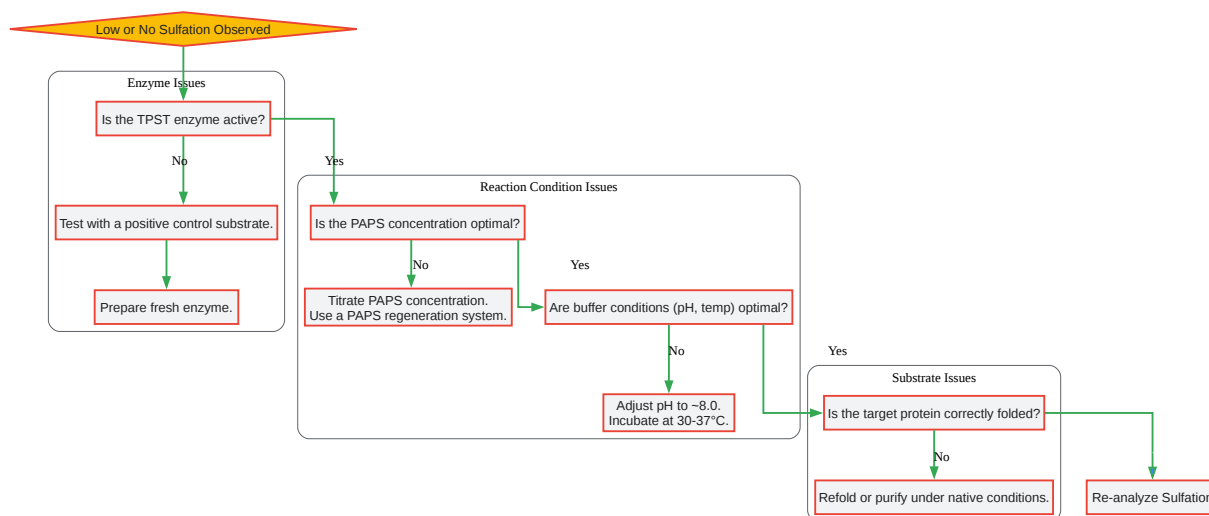 Low or No Sulfation Observed
Enzyme Issues
Is the TPST enzyme active?
No
Yes
Reaction Condition Issues
Test with a positive control substrate.
Is the PAPS concentration optimal?
No
Yes
Prepare fresh enzyme.
Titrate PAPS concentration.
Use a PAPS regeneration system.
Are buffer conditions (pH, temp) optimal?
No
Yes
Substrate Issues
Adjust pH to ~8.0.
Incubate at 30-37°C.
Is the target protein correctly folded?
No
Refold or purify under native conditions.
Re-analyze Sulfation